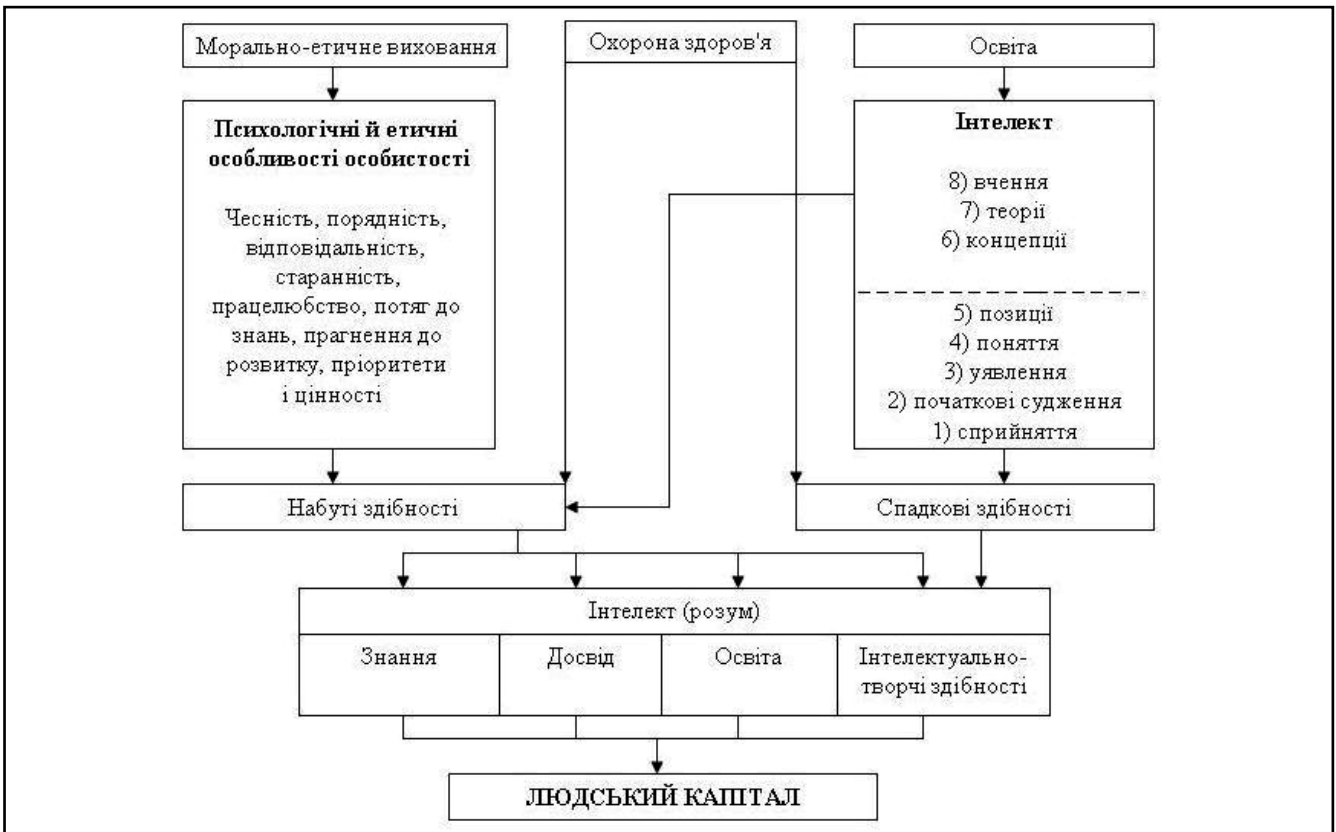 Морально-етичне виховання
Охорона здоров'я
Освіта
Психологічні й етичні
особливості особистості
Чесність, порядність,
відповідальність,
старанність,
працелюбство, потяг до
знань, прагнення до
розвитку, пріоритети
і цінності
Інтелект
8) вчення
7) теорії
6) концепції
5) позиції
4) поняття
3) уявлення
2) початкові судження
1) сприйняття
Набуті здібності
Спадкові здібності
Інтелект (розум)
Знання
Досвід
Освіта
Інтелектуально-
творчі здібності
ЛЮДСЬКИЙ КАПІТАЛ